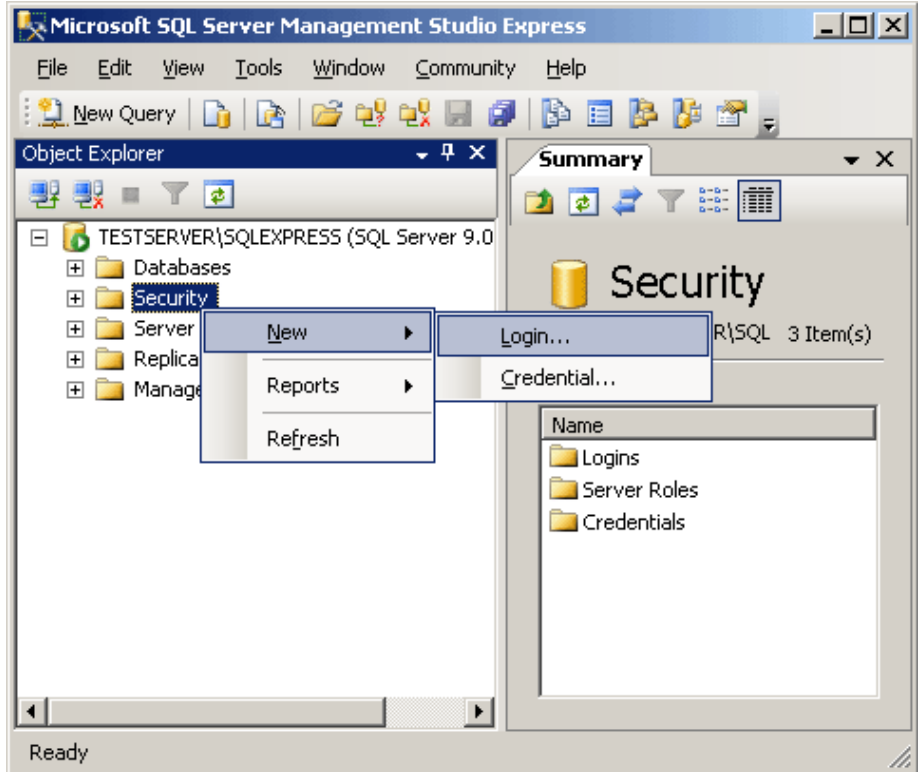 Microsoft SQL Server Management Studio Express
File Edit View Tools Window Community Help
New Query
Object Explorer
Summary
TESTSERVER\SQLEXPRESS (SQL Server 9.0
Databases
Security
Server
Replica
Manage
New
Reports
Refresh
Login...
Credential...
Security
R\SQL 3 Item(s)
Name
Logins
Server Roles
Credentials
Ready